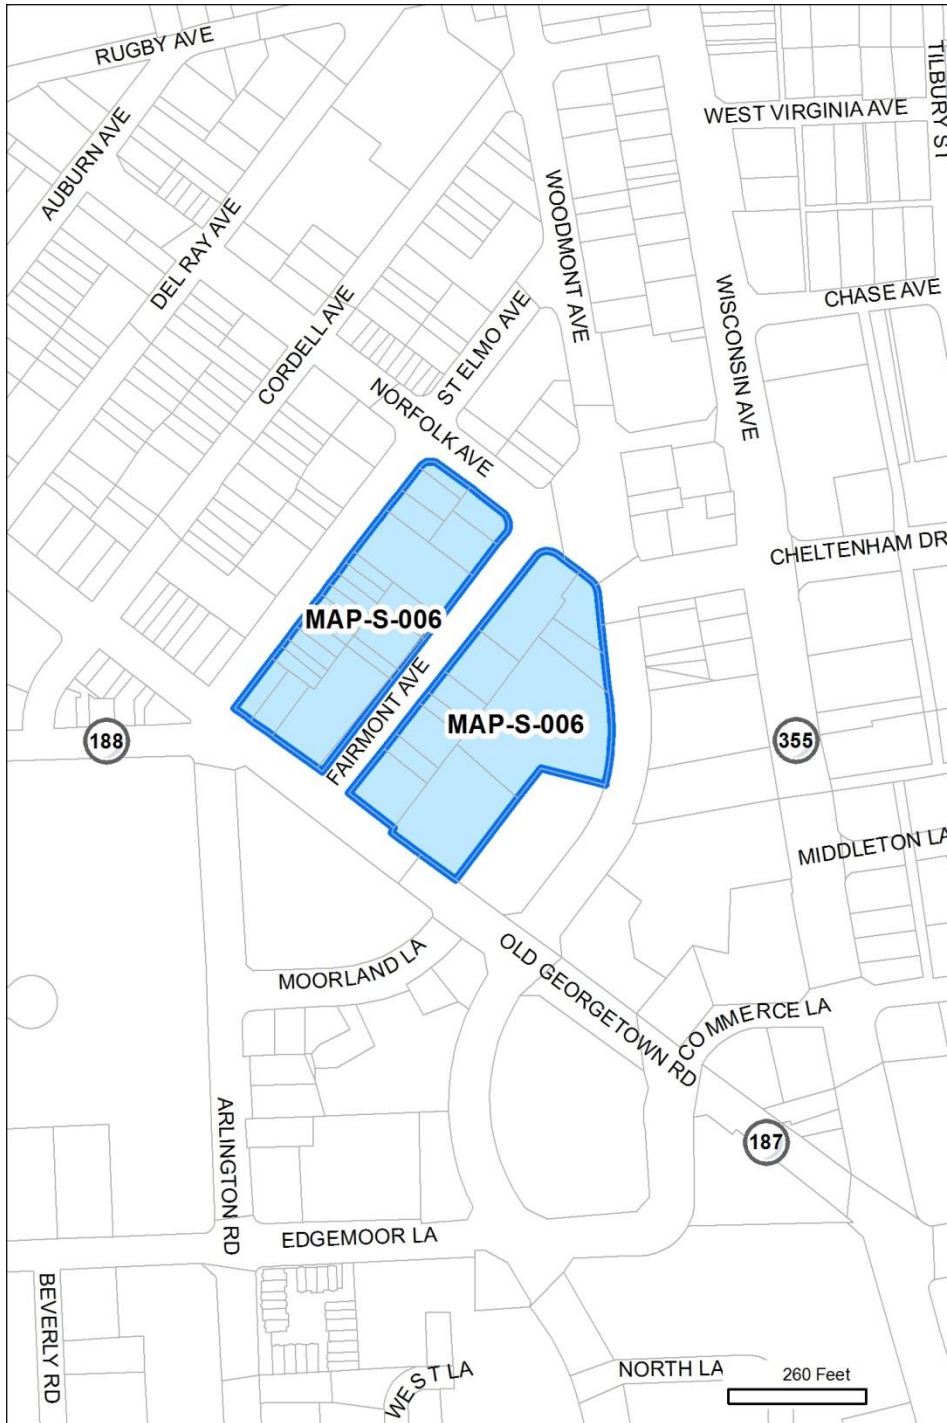 RUGBY AVE
TILBURY ST
WEST VIRGINIA AVE
AUBURN AVE
DEL RAY AVE
WOODMONT AVE
CHASE AVE
CORDELL AVE
ST ELMO AVE
WISCONSIN AVE
NORFOLK AVE
CHELTENHAM DR
MAP-S-006
FAIRMONT AVE
MAP-S-006
188
355
MIDDLETON LA
MOORLAND LA
OLD GEORGETOWN RD
COMMERCE LA
ARLINGTON RD
187
EDGEMOOR LA
BEVERLY RD
WEST LA
NORTH LA
260 Feet